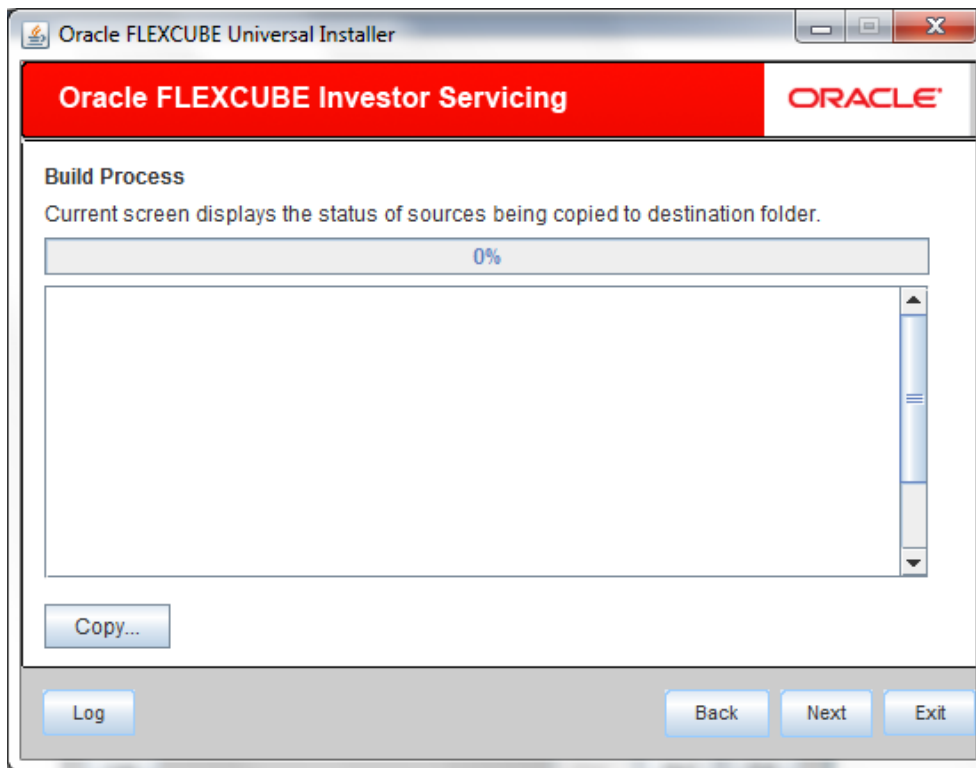 Oracle FLEXCUBE Universal Installer
Oracle FLEXCUBE Investor Servicing
ORACLE
Build Process
Current screen displays the status of sources being copied to destination folder.
0%
Copy...
Log Back Next Exit